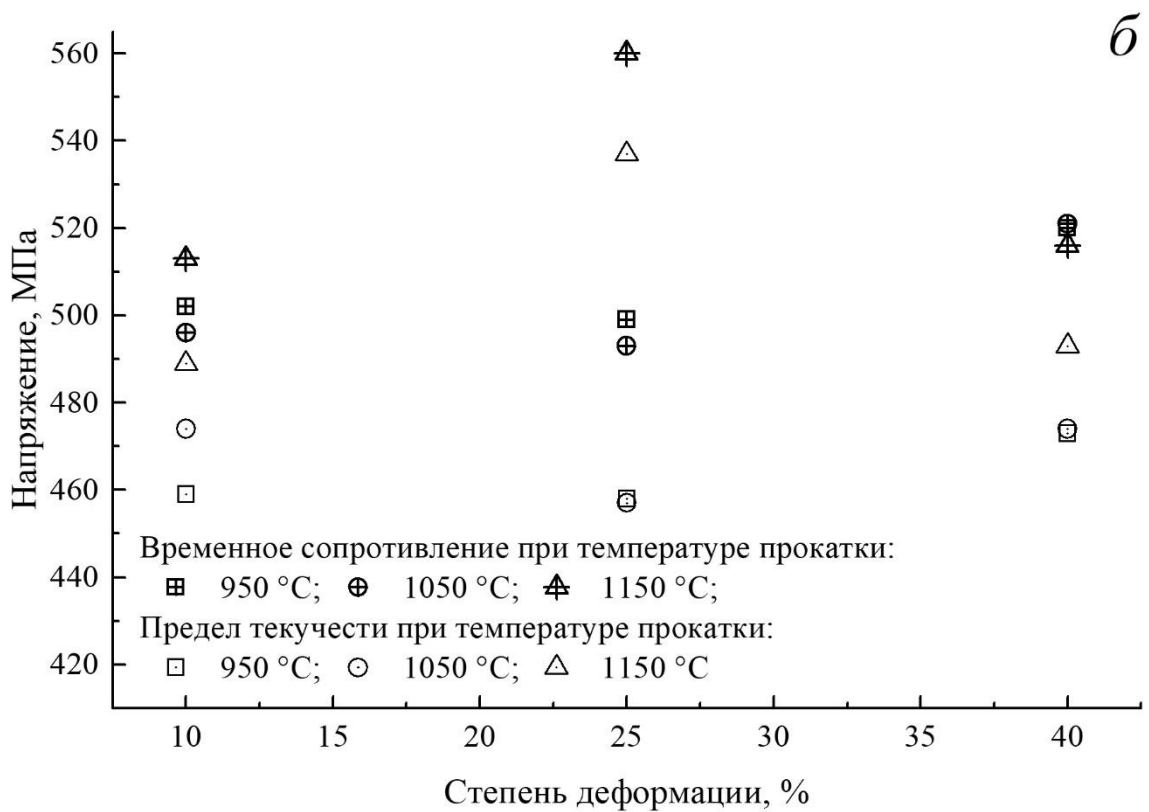 б
Напряжение, МПа
560
540
520
500
480
460
440
420
Временное сопротивление при температуре прокатки:
950 °C; 1050 °C; 1150 °C;
Предел текучести при температуре прокатки:
950 °C; 1050 °C; 1150 °C
10 15 20 25 30 35 40
Степень деформации, %